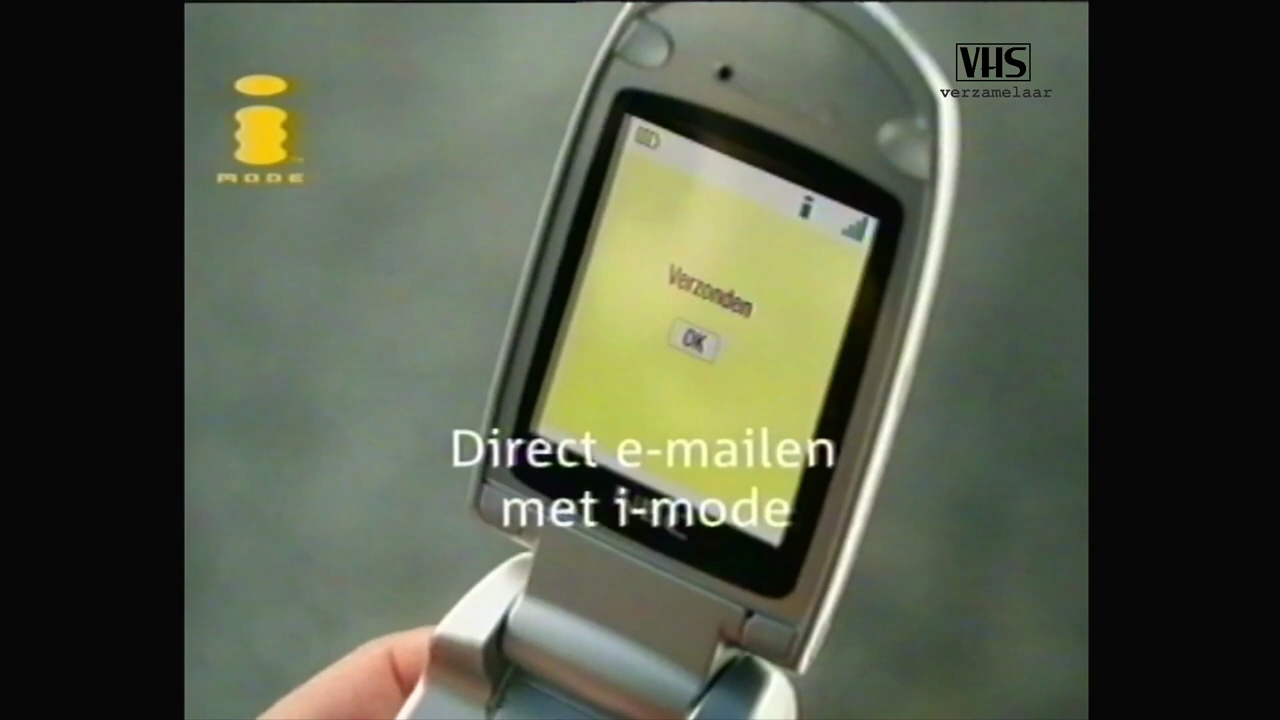 i
MODE
VHS
verzamelaar
Verzonden
OK
Direct e-mailen
met i-mode